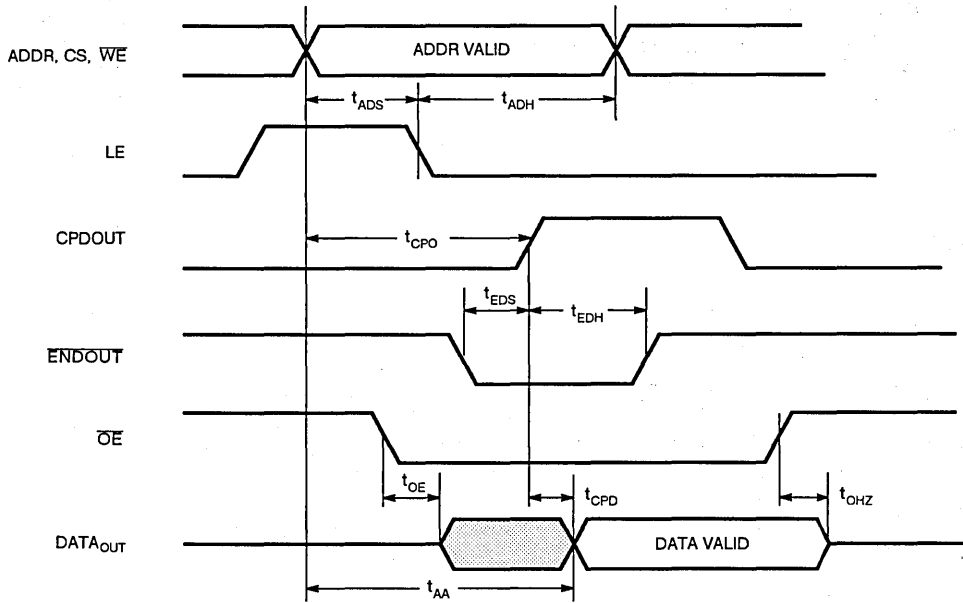 ADDR, CS, WE
ADDR VALID
tADS
tADH
LE
CPDOUT
tCPO
tEDS
tEDH
ENDOUT
OE
tOE
tCPD
tOHZ
DATAOUT
DATA VALID
tAA